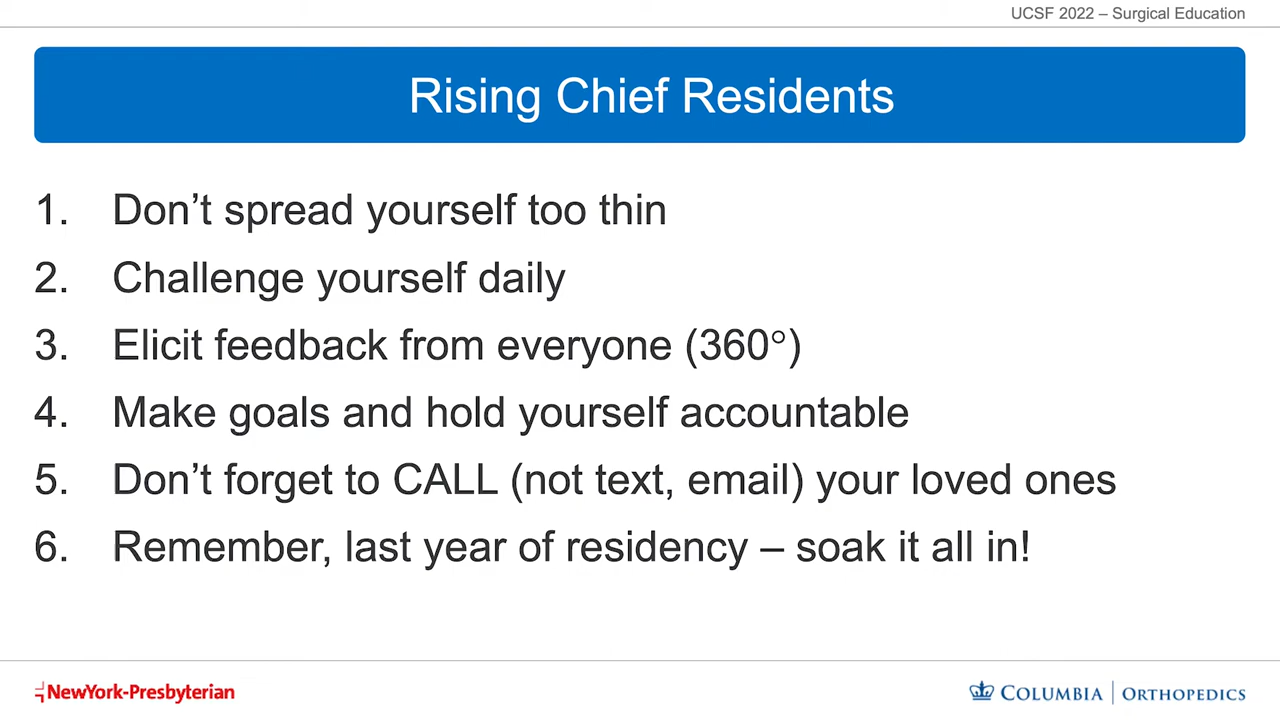 UCSF 2022 – Surgical Education
Rising Chief Residents
1. Don’t spread yourself too thin
2. Challenge yourself daily
3. Elicit feedback from everyone (360°)
4. Make goals and hold yourself accountable
5. Don’t forget to CALL (not text, email) your loved ones
6. Remember, last year of residency – soak it all in!
NewYork-Presbyterian
COLUMBIA | ORTHOPEDICS